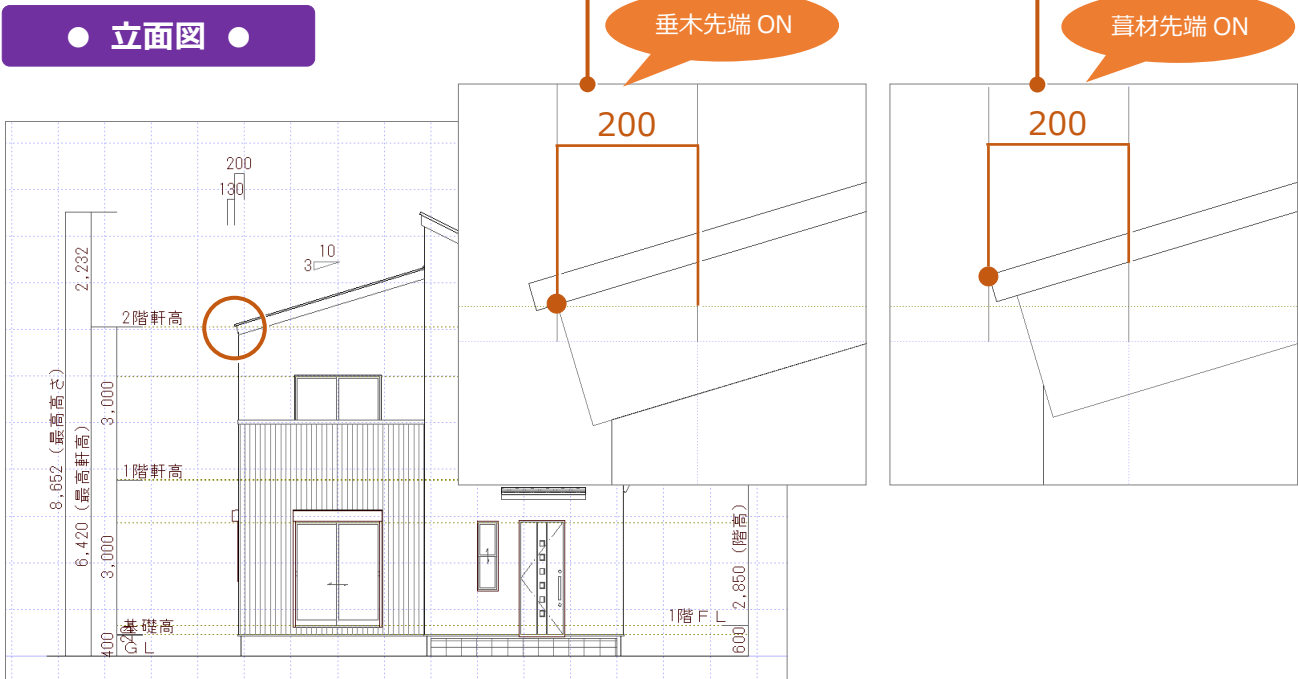 ● 立面図 ●
垂木先端 ON
葺材先端 ON
200
200
200
130
10
3
2,232
2階軒高
3,000
8,652 (最高高さ)
6,420 (最高軒高)
1階軒高
3,000
2,850 (階高)
1階ＦＬ
600
基礎高
400
ＧＬ